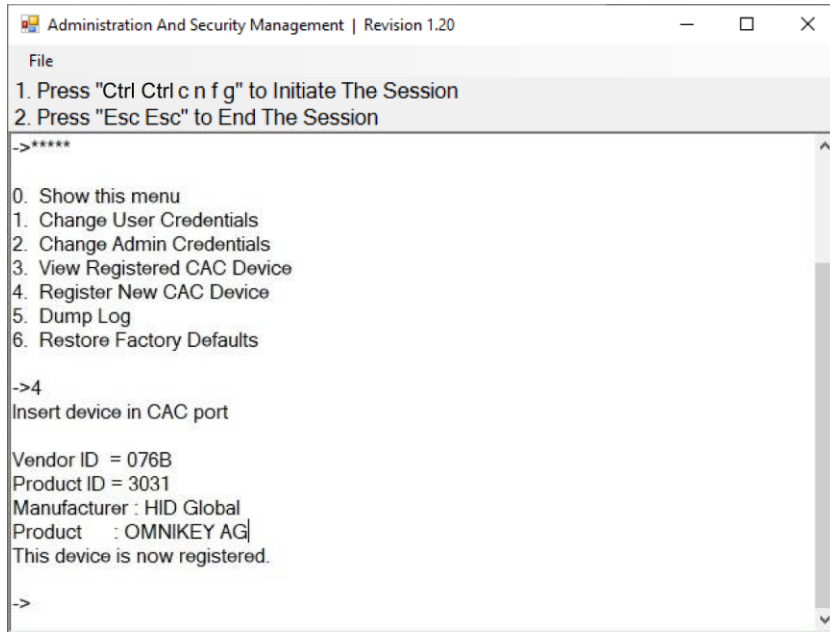 Administration And Security Management | Revision 1.20
File
1. Press "Ctrl Ctrl c n f g" to Initiate The Session
2. Press "Esc Esc" to End The Session
->*****
0. Show this menu
1. Change User Credentials
2. Change Admin Credentials
3. View Registered CAC Device
4. Register New CAC Device
5. Dump Log
6. Restore Factory Defaults
->4
Insert device in CAC port
Vendor ID = 076B
Product ID = 3031
Manufacturer : HID Global
Product : OMNIKEY AG
This device is now registered.
->